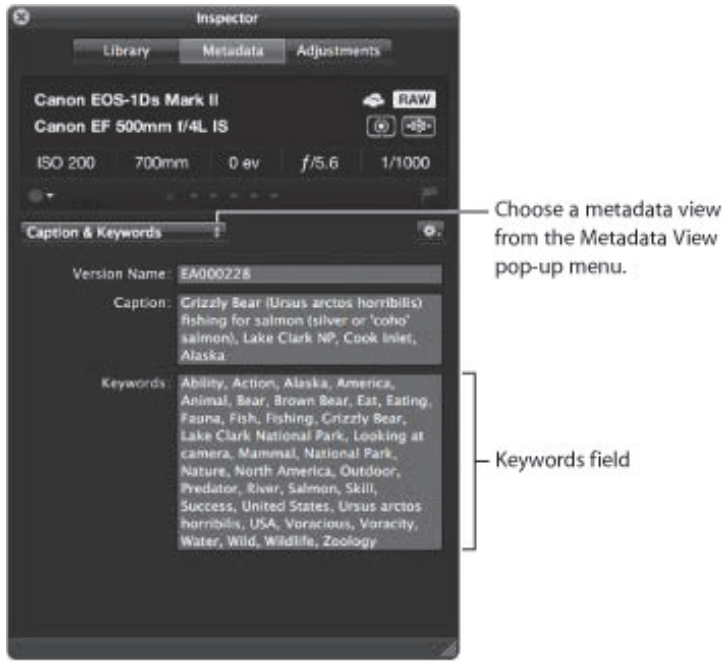 Inspector
Library Metadata Adjustments
Canon EOS-1Ds Mark II RAW
Canon EF 500mm f/4L IS
ISO 200 700mm 0 ev f/5.6 1/1000
Caption & Keywords
Choose a metadata view
from the Metadata View
pop-up menu.
Version Name: EA000228
Caption: Grizzly Bear (Ursus arctos horribilis)
fishing for salmon (silver or 'coho'
salmon), Lake Clark NP, Cook Inlet,
Alaska
Keywords: Ability, Action, Alaska, America,
Animal, Bear, Brown Bear, Eat, Eating,
Fauna, Fish, Fishing, Grizzly Bear,
Lake Clark National Park, Looking at
camera, Mammal, National Park,
Nature, North America, Outdoor,
Predator, River, Salmon, Skill,
Success, United States, Ursus arctos
horribilis, USA, Voracious, Voracity,
Water, Wild, Wildlife, Zoology
Keywords field